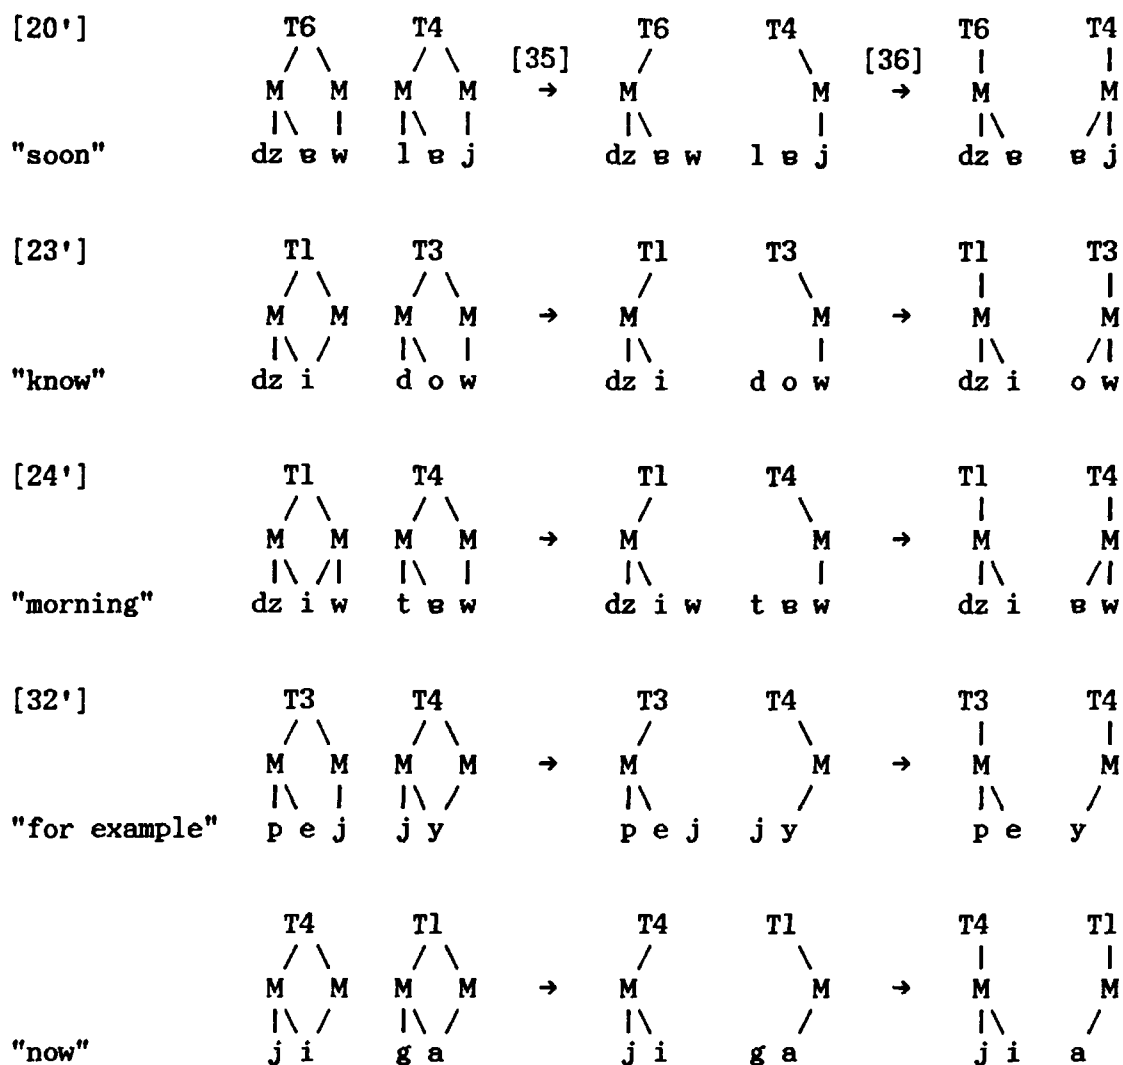 [20'] T6 T4 T6 T4 T6 T4
/ \ / \ [35] / \ [36] | |
M M M M → M M → M M
|\ | |\ | |\ | |\ /|
"soon" dz ɐ w l ɐ j dz ɐ w l ɐ j dz ɐ ɐ j
[23'] T1 T3 T1 T3 T1 T3
/ \ / \ / \ | |
M M M M → M M → M M
|\ / |\ | |\ | |\ /|
"know" dz i d o w dz i d o w dz i o w
[24'] T1 T4 T1 T4 T1 T4
/ \ / \ / \ | |
M M M M → M M → M M
|\ /| |\ | |\ | |\ /|
"morning" dz i w t ɐ w dz i w t ɐ w dz i ɐ w
[32'] T3 T4 T3 T4 T3 T4
/ \ / \ / \ | |
M M M M → M M → M M
|\ | |\ / |\ / |\ /
"for example" p e j j y p e j j y p e y
T4 T1 T4 T1 T4 T1
/ \ / \ / \ | |
M M M M → M M → M M
|\ / |\ / |\ / |\ /
"now" j i g a j i g a j i a